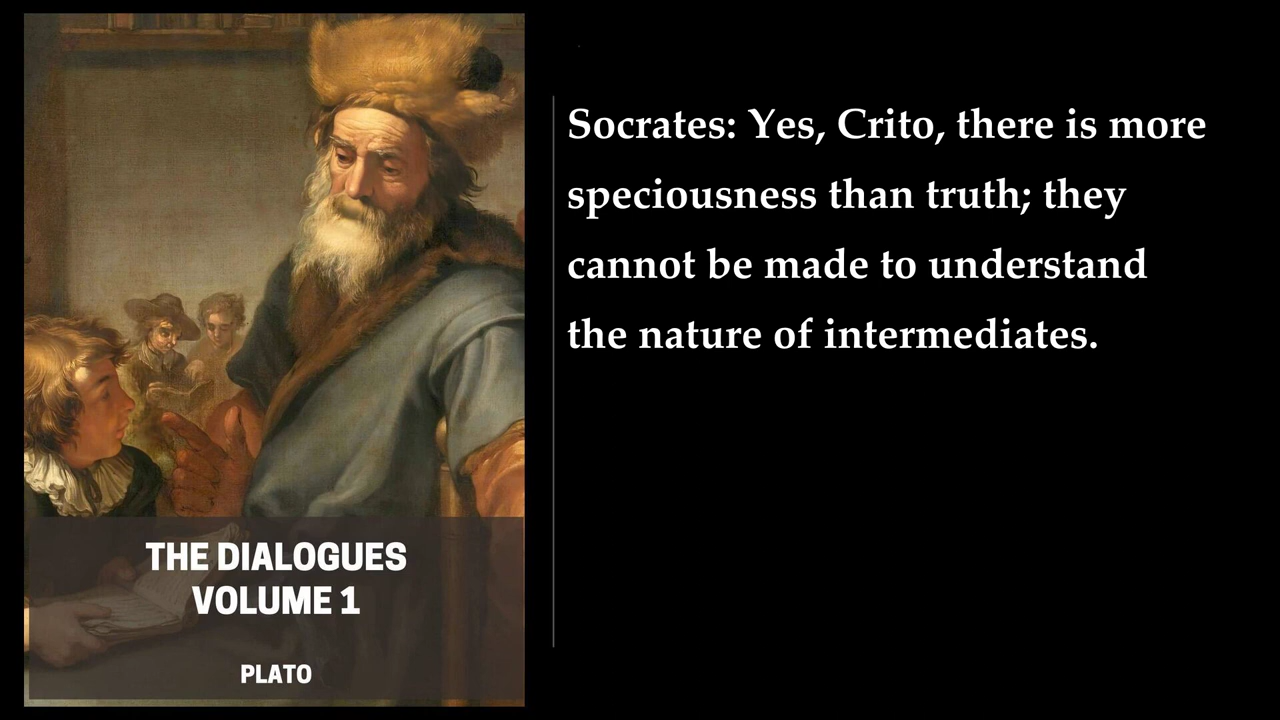 Socrates: Yes, Crito, there is more
speciousness than truth; they
cannot be made to understand
the nature of intermediates.
THE DIALOGUES
VOLUME 1
PLATO